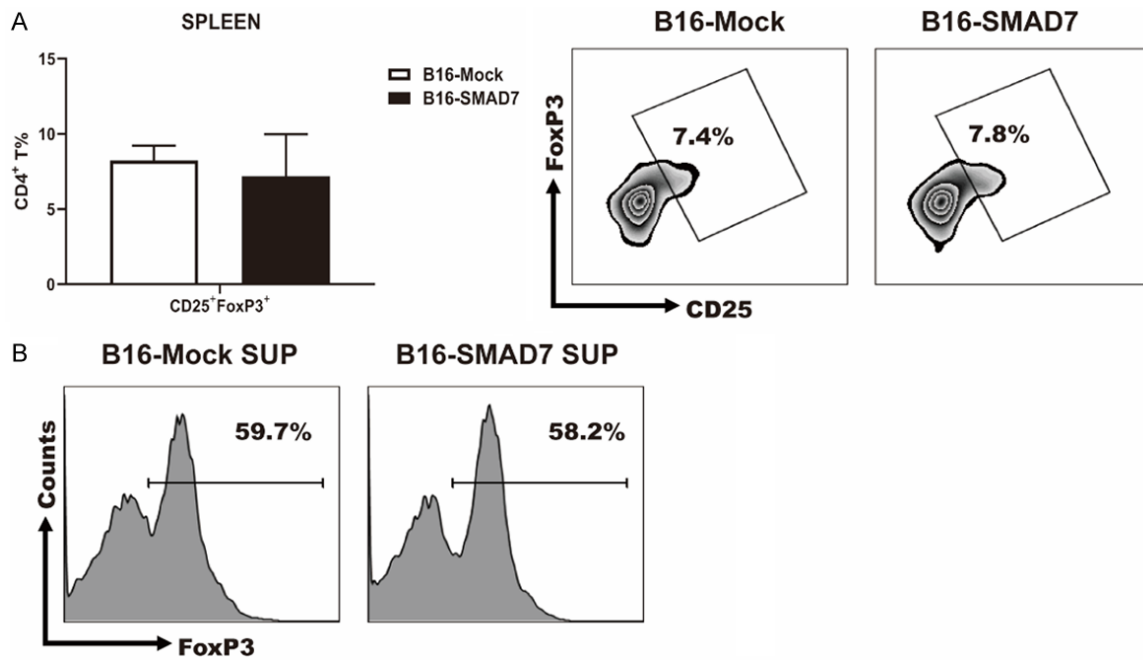 A
SPLEEN
15
10
5
0
CD4+ T%
CD25+FoxP3+
B16-Mock
B16-SMAD7
B16-Mock
B16-SMAD7
FoxP3
7.4%
7.8%
CD25
B
B16-Mock SUP
B16-SMAD7 SUP
Counts
59.7%
58.2%
FoxP3